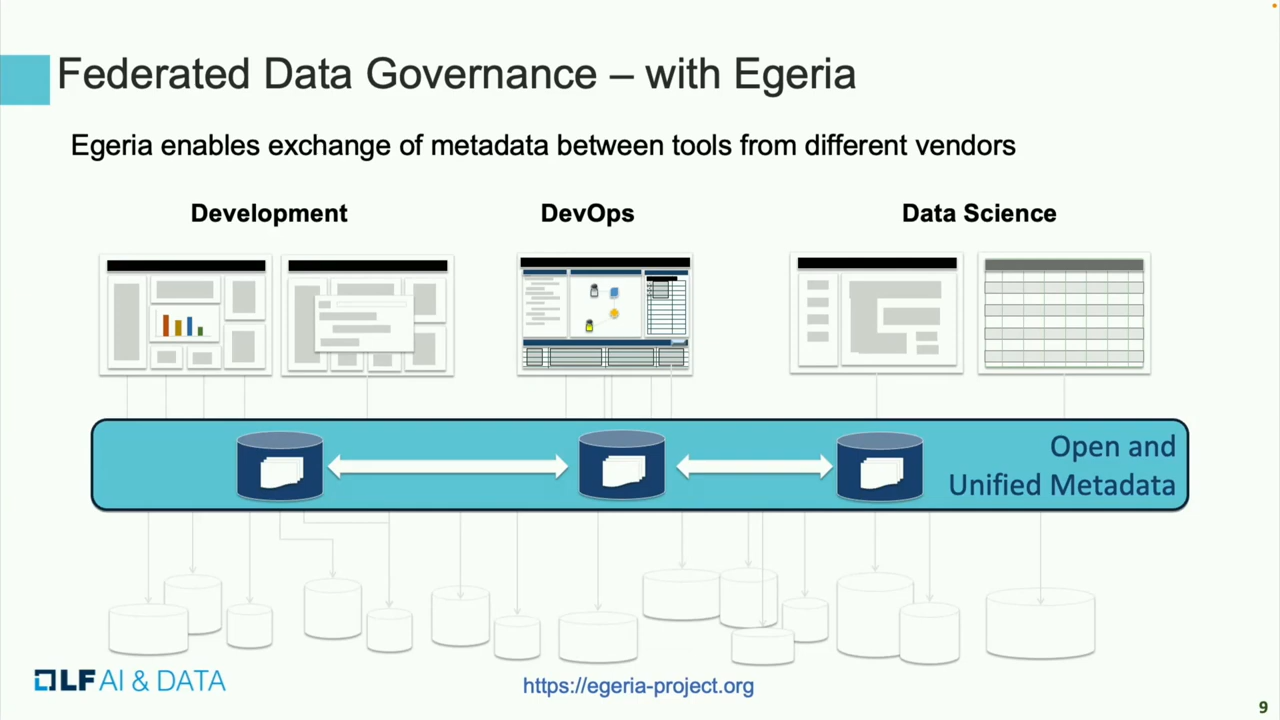 Federated Data Governance – with Egeria
Egeria enables exchange of metadata between tools from different vendors
Development
DevOps
Data Science
Open and
Unified Metadata
LF AI & DATA
https://egeria-project.org
9